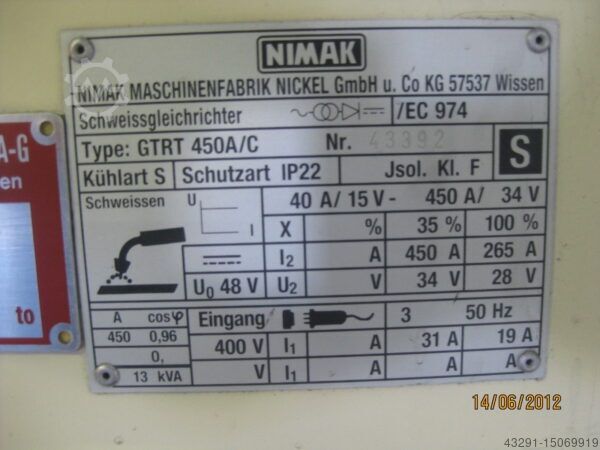 NIMAK
NIMAK MASCHINENFABRIK NICKEL GmbH u. Co KG 57537 Wissen
Schweissgleichrichter /EC 974
Type: GTRT 450A/C Nr. 43392
S
Kühlart S Schutzart IP22 Jsol. Kl. F
Schweissen U I 40 A/ 15 V - 450 A/ 34 V
X % 35 % 100 %
I2 A 450 A 265 A
U0 48 V U2 V 34 V 28 V
A cosφ Eingang 3 50 Hz
450 0,96 400 V I1 A 31 A 19 A
0, V I1 A A A
13 kVA
A-G
en
to
14/06/2012
43291-15069919